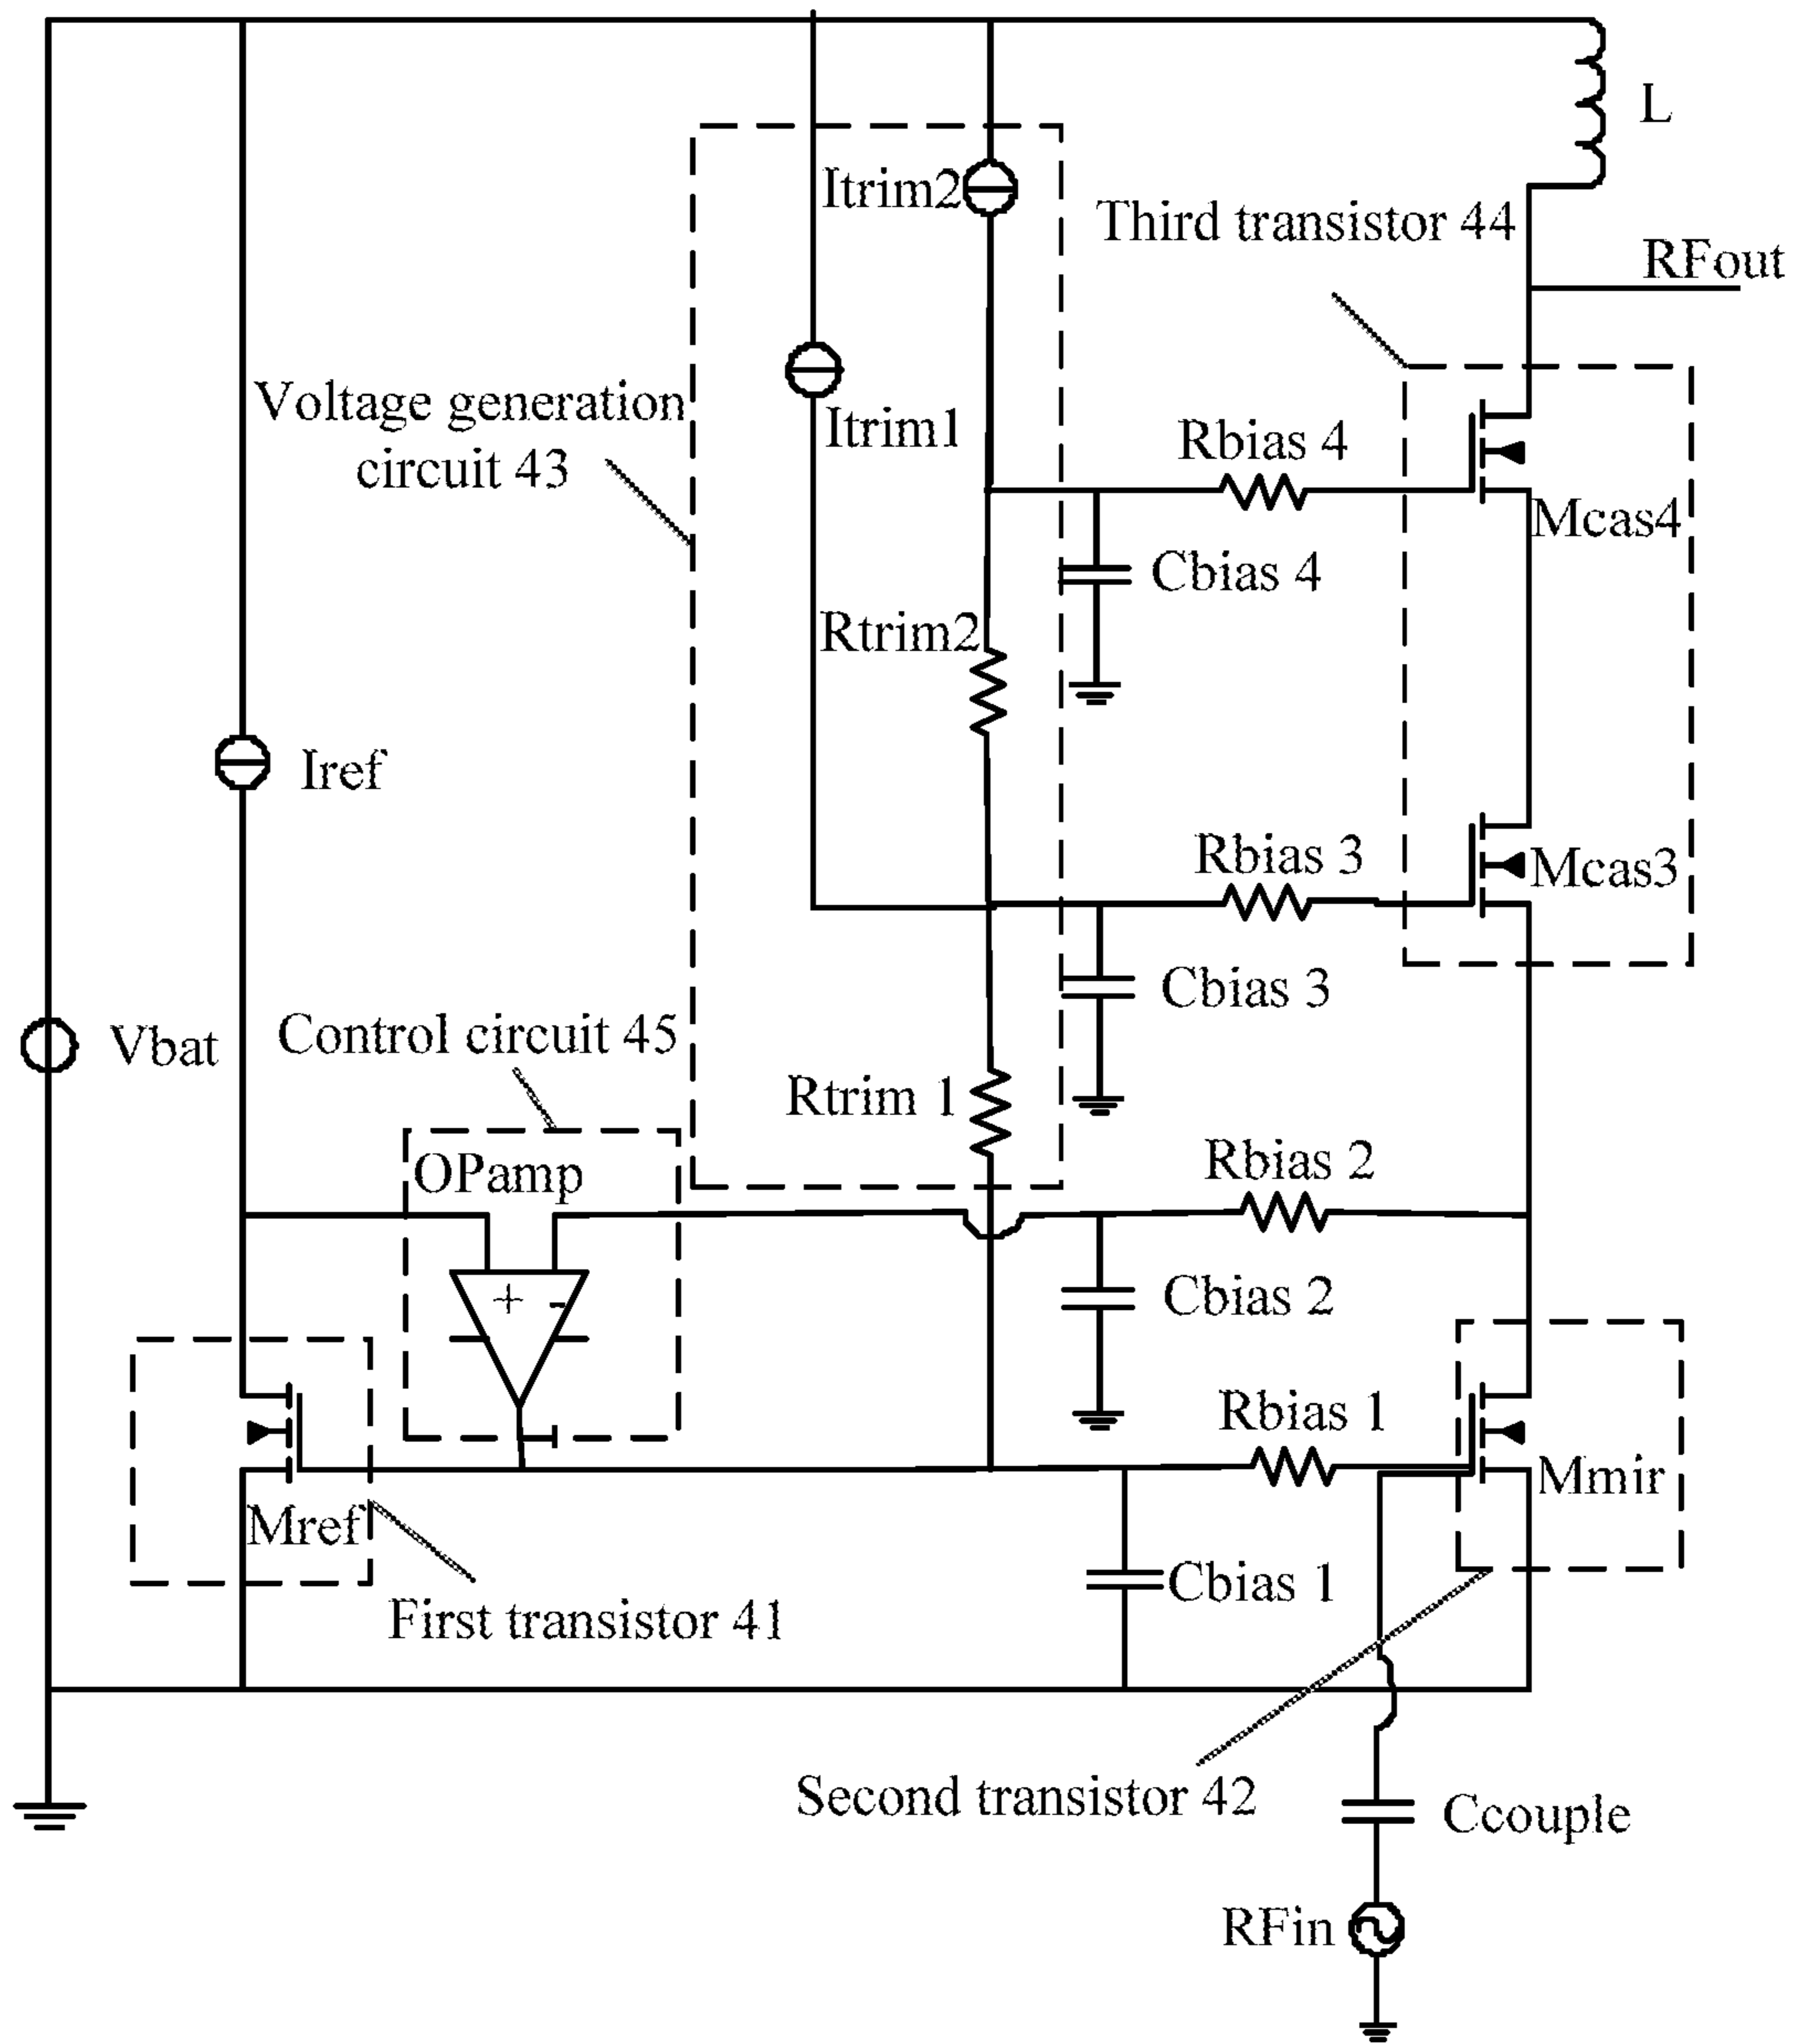 L
Itrim2
Third transistor 44
RFout
Voltage generation
circuit 43
Itrim1
Rbias 4
Mcas4
Cbias 4
Rtrim2
Iref
Rbias 3
Mcas3
Cbias 3
Control circuit 45
Vbat
Rtrim 1
OPamp
Rbias 2
+ -
Cbias 2
Rbias 1
Mmir
Mref
Cbias 1
First transistor 41
Second transistor 42
Ccouple
RFin